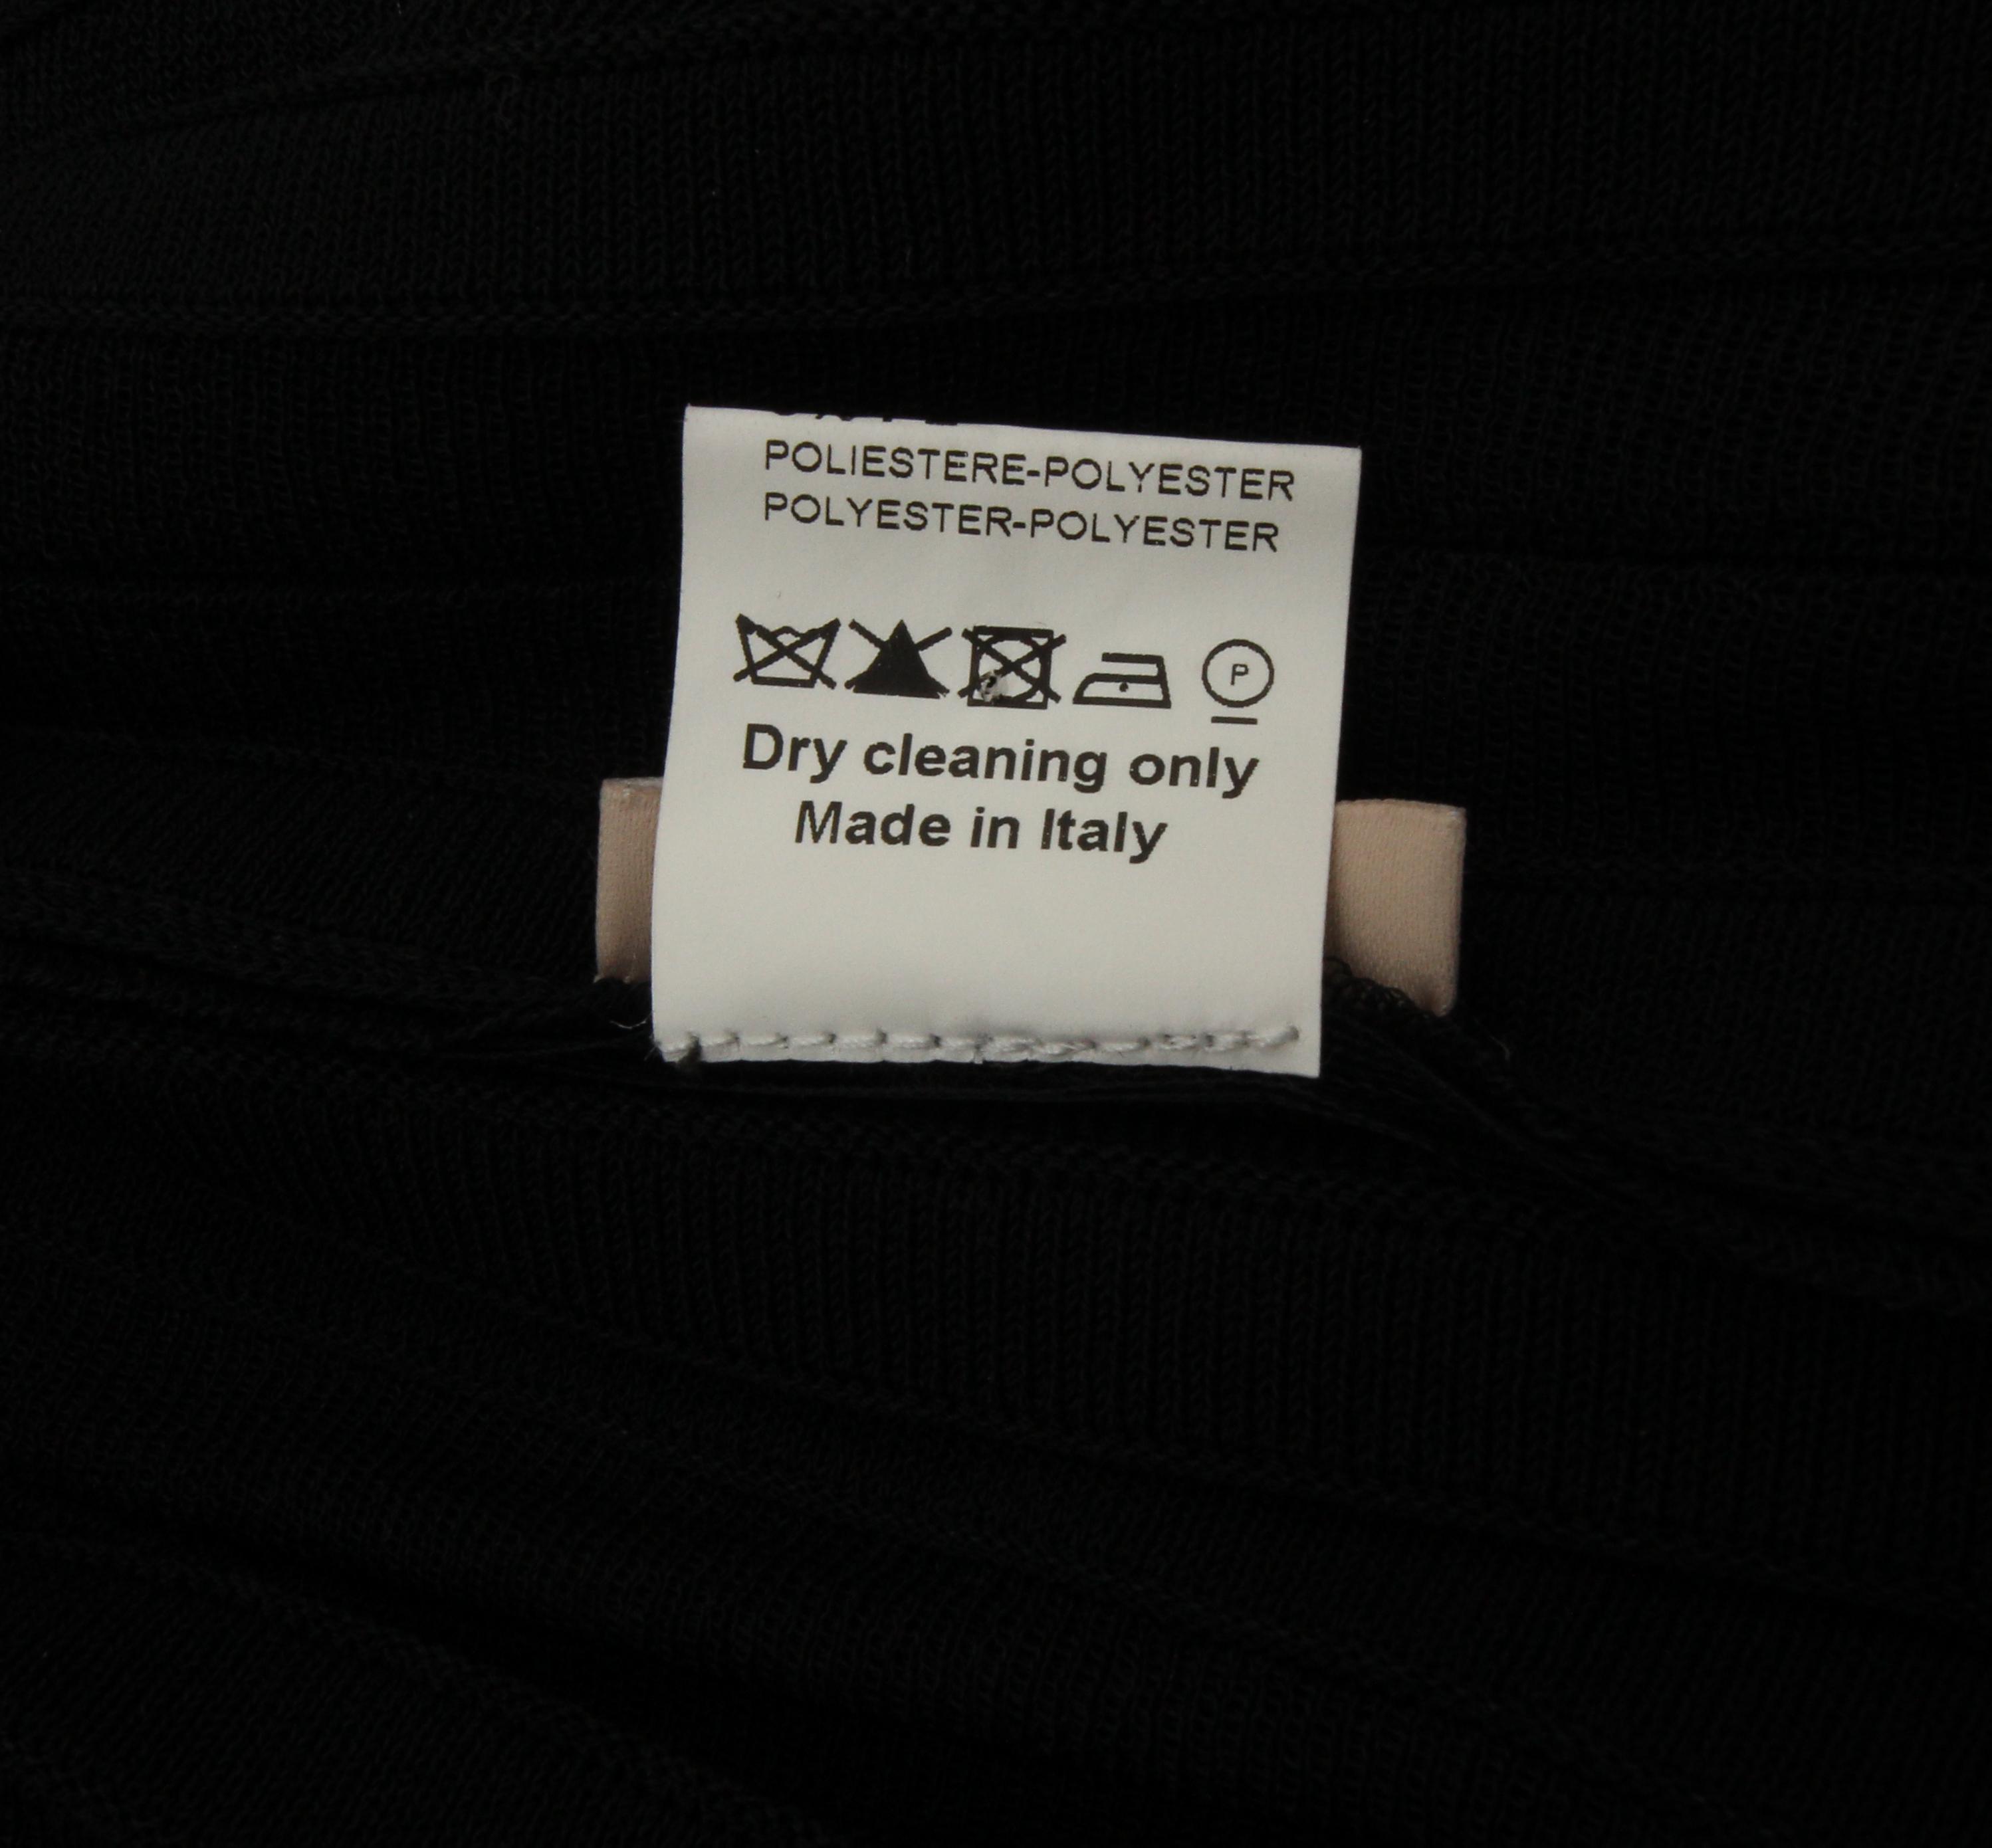 POLIESTERE-POLYESTER
POLYESTER-POLYESTER
P
Dry cleaning only
Made in Italy